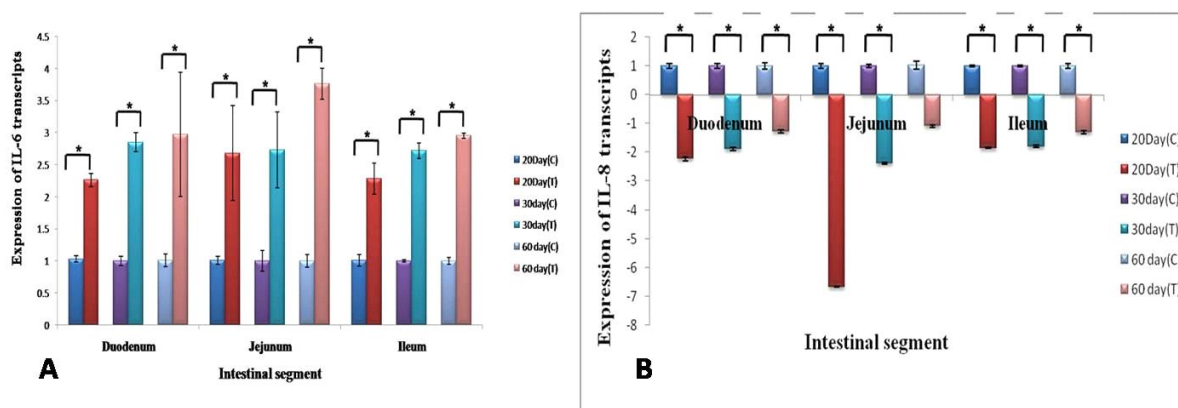 Expression of IL-6 transcripts
4.5
4
3.5
3
2.5
2
1.5
1
0.5
0
* * * * * * * * *
Duodenum Jejunum Ileum
Intestinal segment
20Day(C)
20Day(T)
30day(C)
30day(T)
60 day(C)
60 day(T)
A
Expression of IL-8 transcripts
2
1
0
-1
-2
-3
-4
-5
-6
-7
-8
* * * * * * * *
Duodenum Jejunum Ileum
Intestinal segment
20Day(C)
20Day(T)
30day(C)
30day(T)
60 day(C)
60 day(T)
B